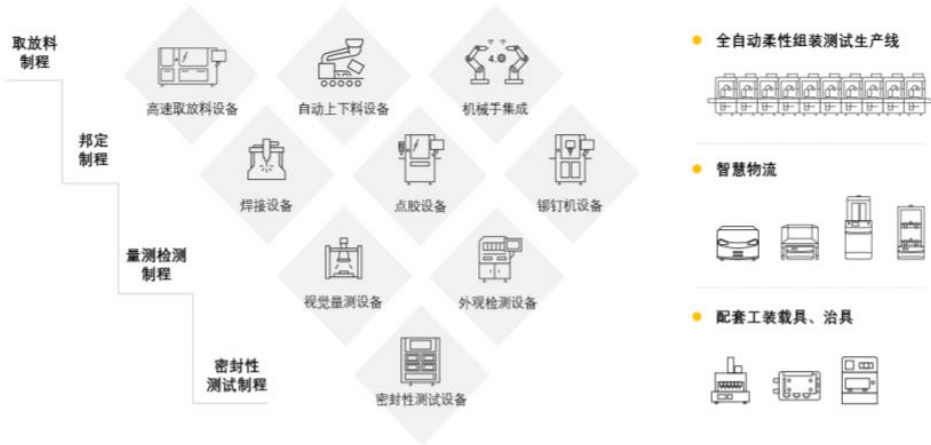 取放料
制程
高速取放料设备
自动上下料设备
4.0
机械手集成
邦定
制程
焊接设备
点胶设备
铆钉机设备
量测检测
制程
视觉量测设备
外观检测设备
密封性
测试制程
密封性测试设备
全自动柔性组装测试生产线
智慧物流
配套工装载具、治具